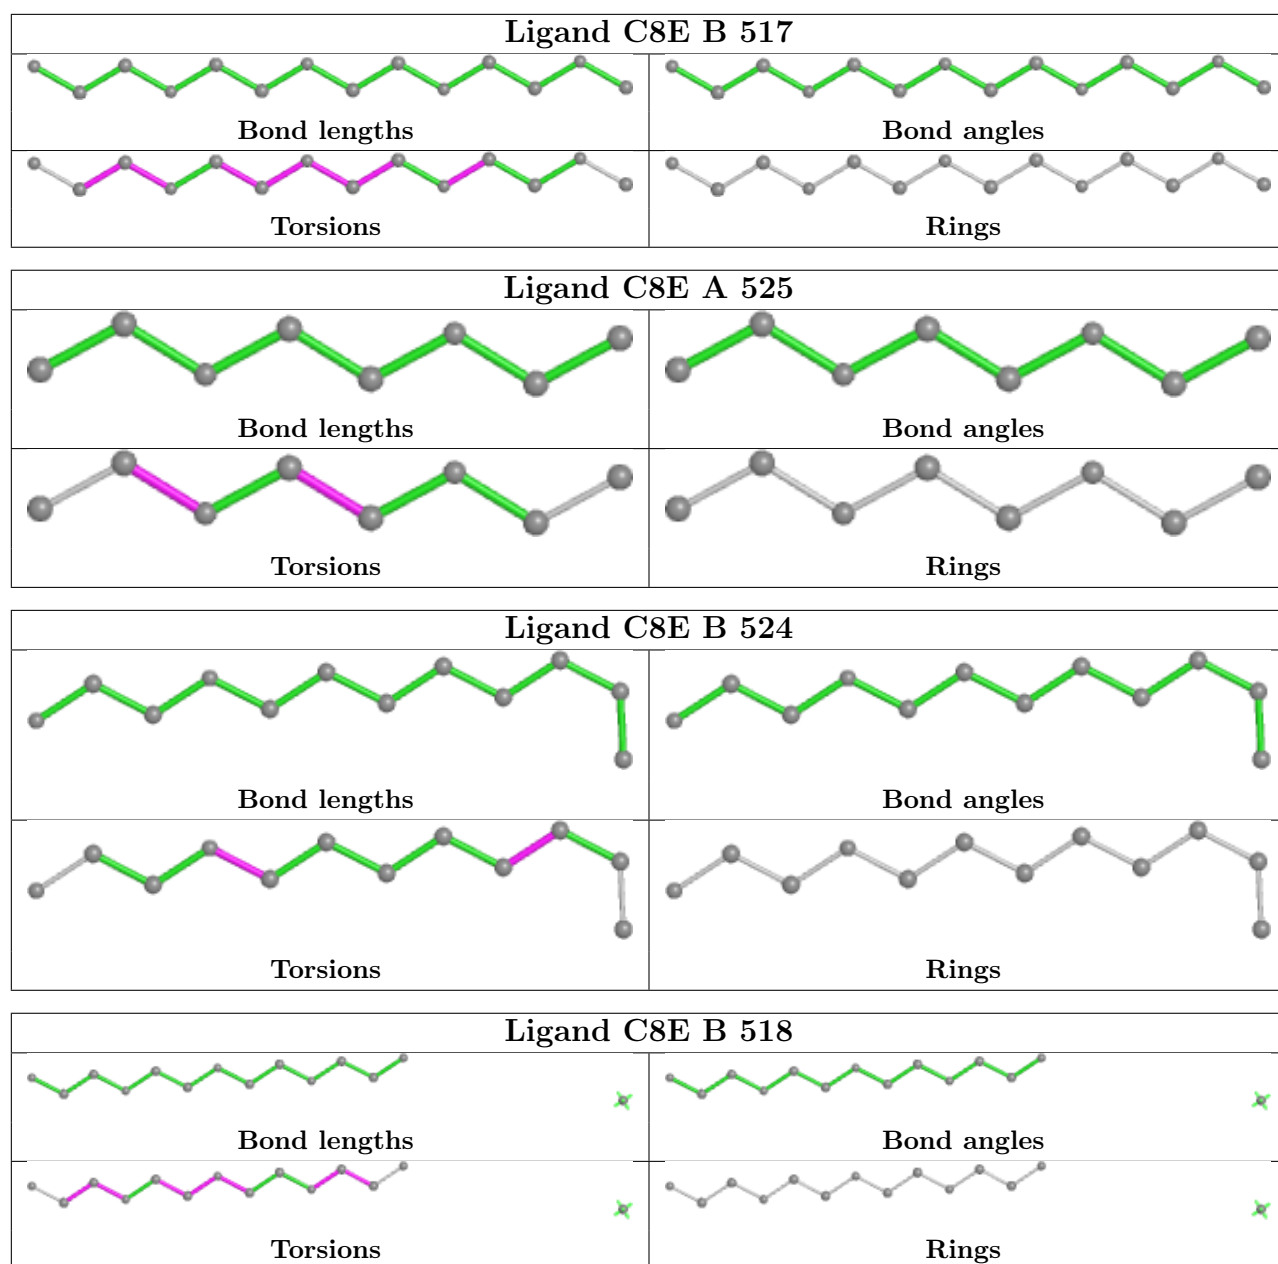 Ligand C8E B 517
Bond lengths
Bond angles
Torsions
Rings
Ligand C8E A 525
Bond lengths
Bond angles
Torsions
Rings
Ligand C8E B 524
Bond lengths
Bond angles
Torsions
Rings
Ligand C8E B 518
Bond lengths
Bond angles
Torsions
Rings